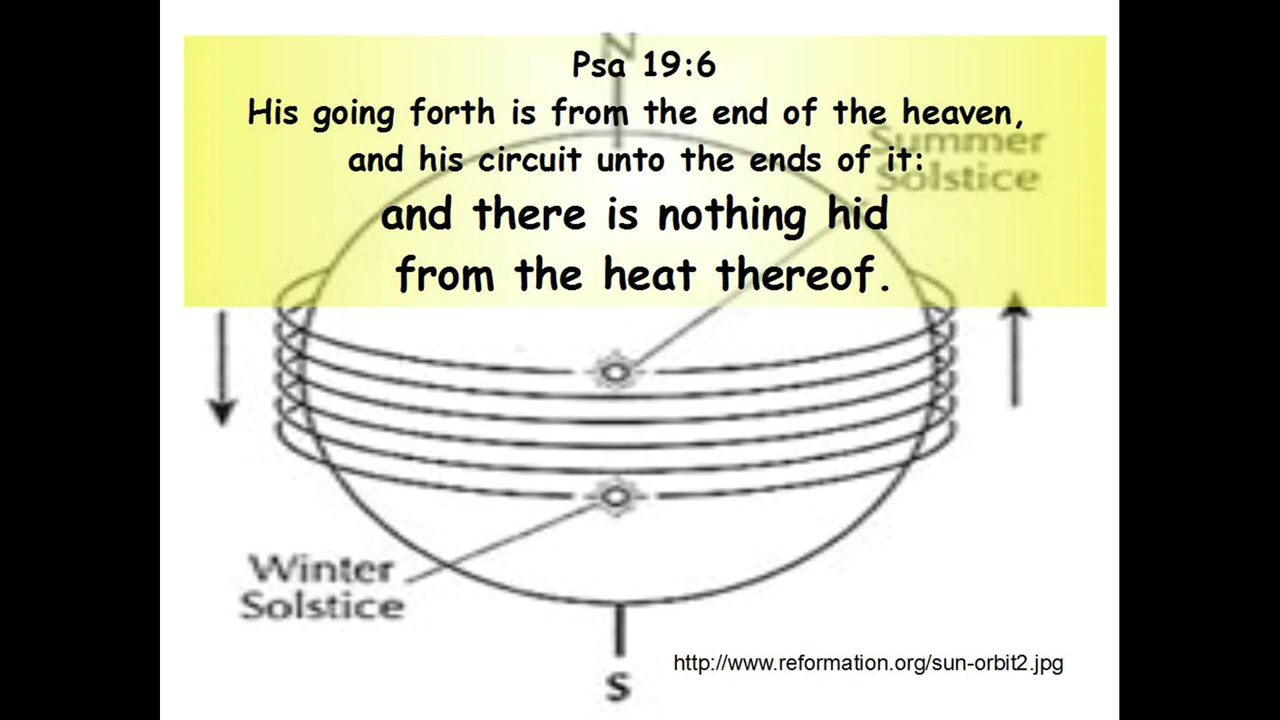 N
Psa 19:6
His going forth is from the end of the heaven,
and his circuit unto the ends of it:
and there is nothing hid
from the heat thereof.
Summer
Solstice
Winter
Solstice
S
http://www.reformation.org/sun-orbit2.jpg